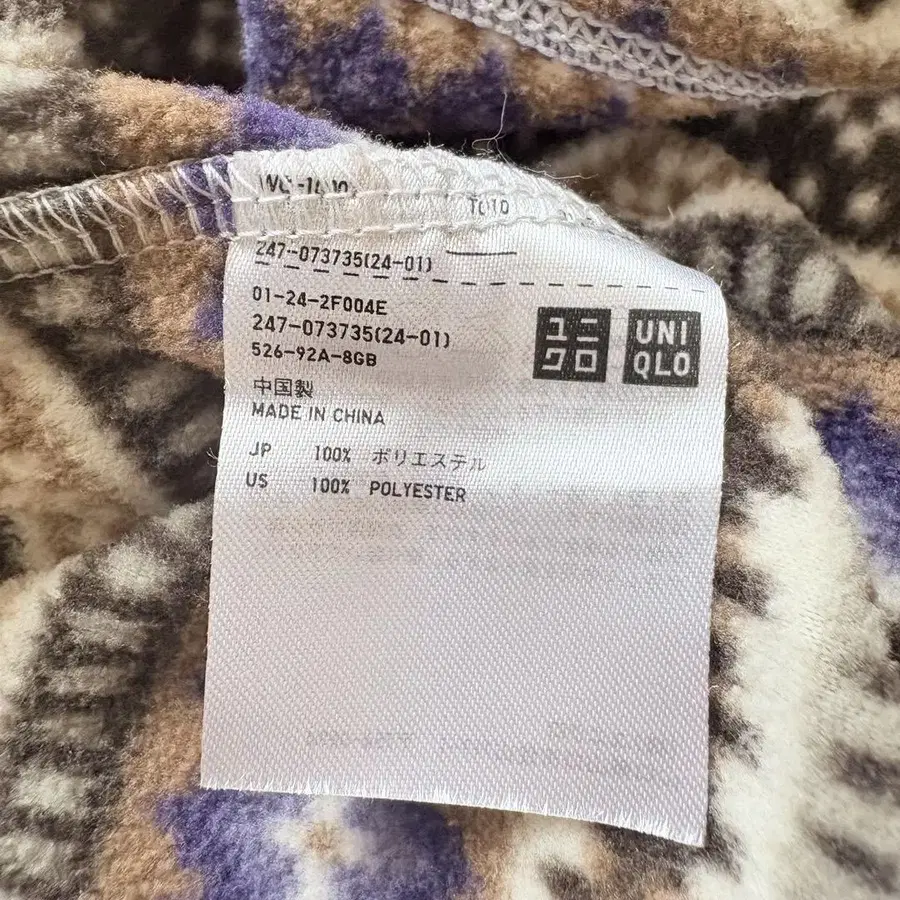 247-073735(24-01)
01-24-2F004E
247-073735(24-01)
526-92A-8GB
中国製
MADE IN CHINA
JP 100% ポリエステル
US 100% POLYESTER
ユニ
クロ
UNI
QLO